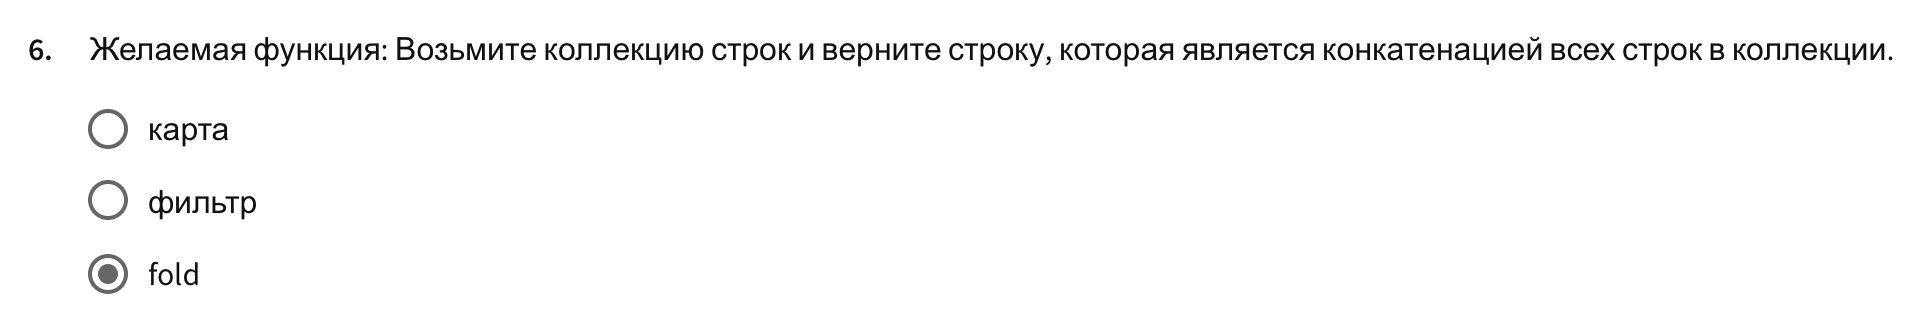 6. Желаемая функция: Возьмите коллекцию строк и верните строку, которая является конкатенацией всех строк в коллекции.
карта
фильтр
fold